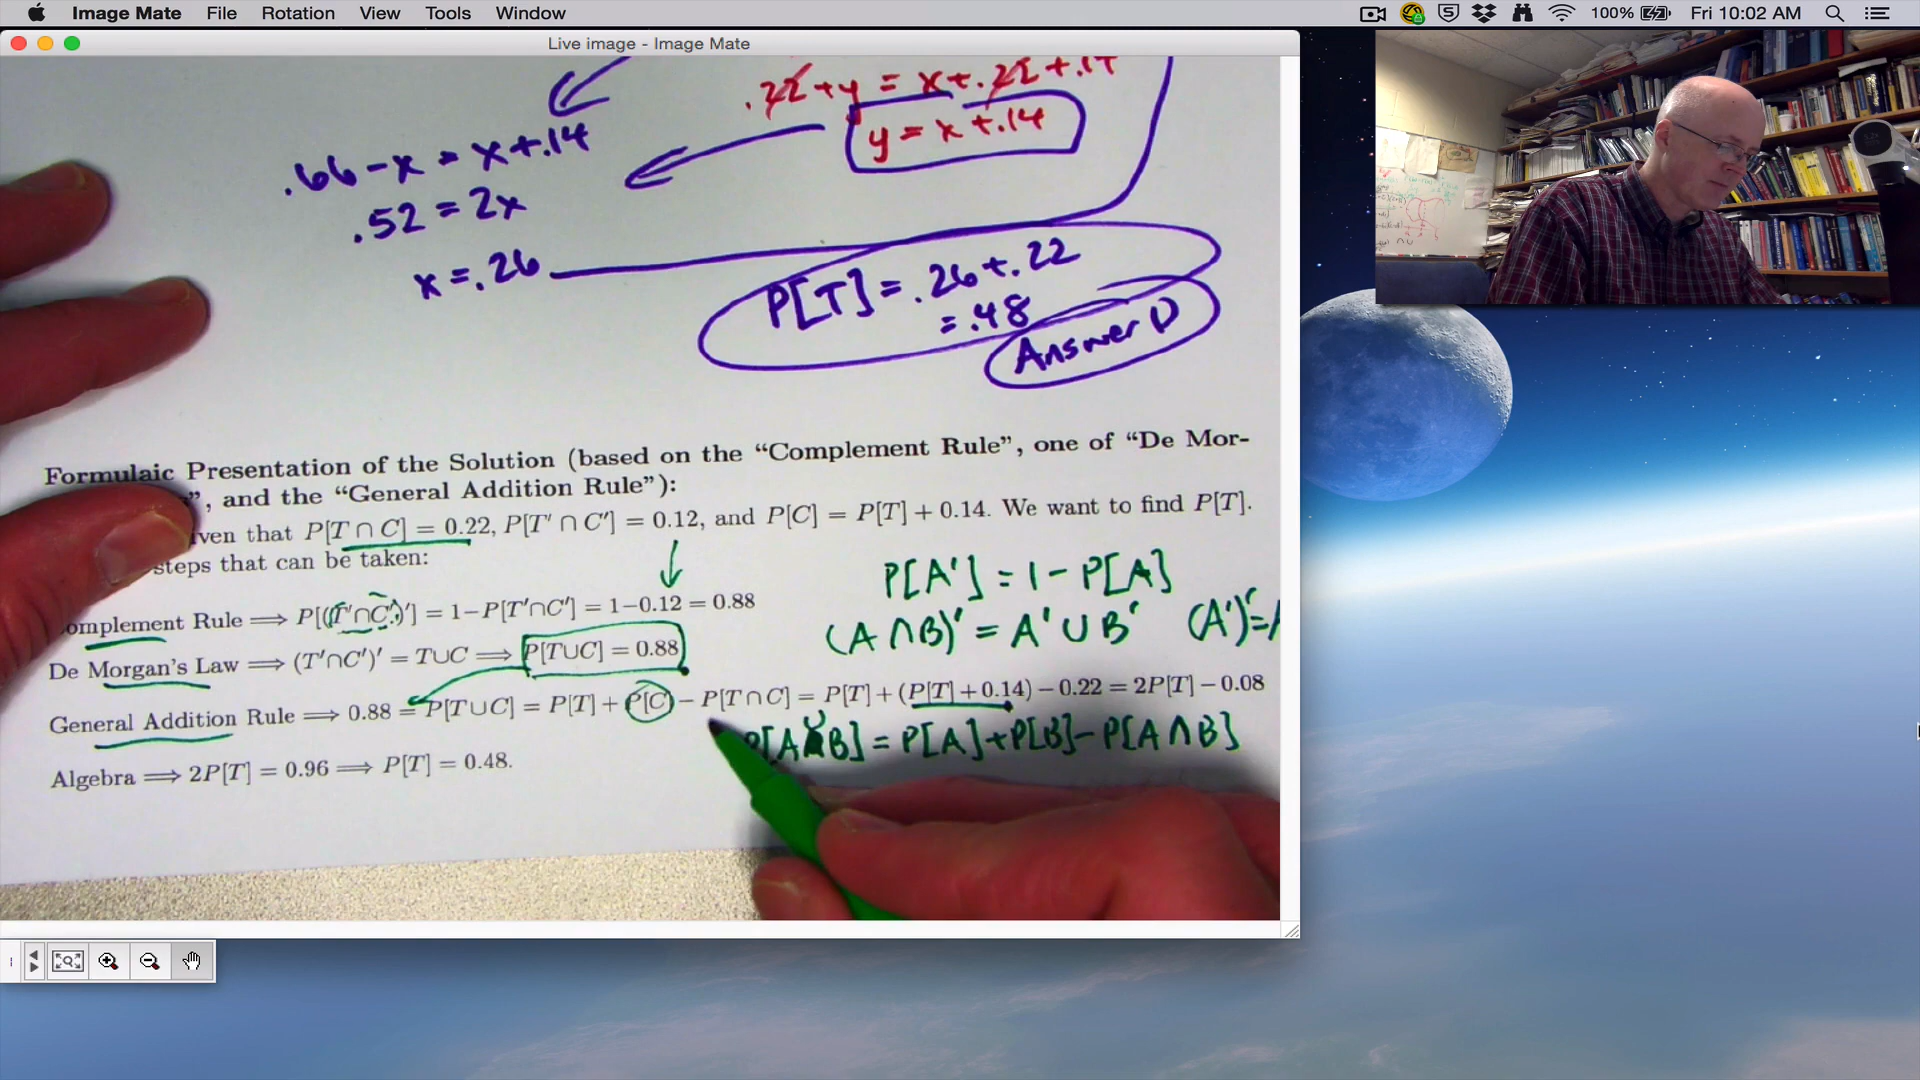 Image Mate File Rotation View Tools Window
100% Fri 10:02 AM
Live image - Image Mate
.22 + y = x + .22 + .14
y = x + .14
.66 - x = x + .14
.52 = 2x
x = .26
P[T] = .26 + .22
= .48
Answer D
Formulaic Presentation of the Solution (based on the “Complement Rule”, one of “De Mor-
”, and the “General Addition Rule”):
ven that P[T ∩ C] = 0.22, P[T′ ∩ C′] = 0.12, and P[C] = P[T] + 0.14. We want to find P[T].
steps that can be taken:
P[A'] = 1 - P[A]
omplement Rule ⟹ P[(T′∩C′)′] = 1−P[T′∩C′] = 1−0.12 = 0.88
(A ∩ B)' = A' ∪ B' (A')' =
De Morgan's Law ⟹ (T′∩C′)′ = T∪C ⟹ P[T∪C] = 0.88
General Addition Rule ⟹ 0.88 = P[T∪C] = P[T] + P[C] − P[T∩C] = P[T] + (P[T] + 0.14) − 0.22 = 2P[T] − 0.08
P[A ∪ B] = P[A] + P[B] - P[A ∩ B]
Algebra ⟹ 2P[T] = 0.96 ⟹ P[T] = 0.48.